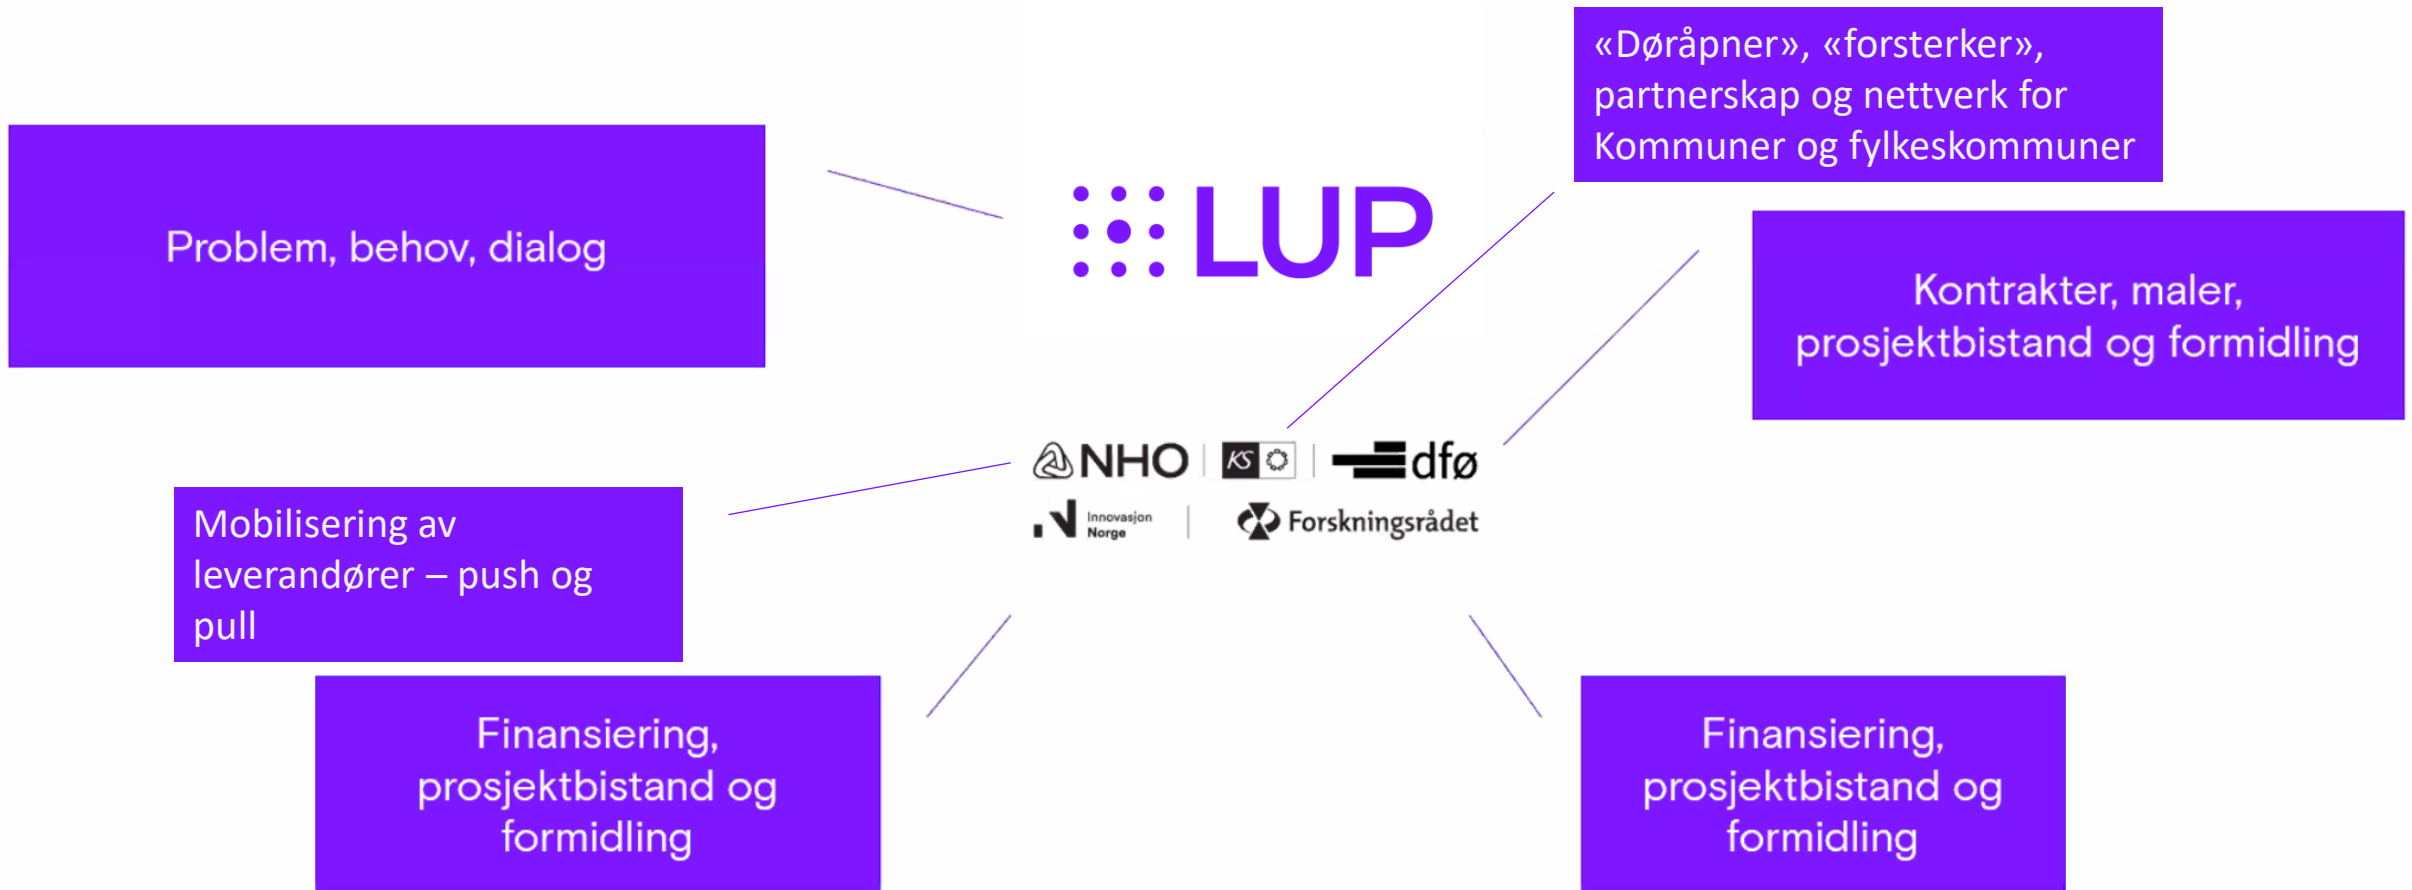 «Døråpner», «forsterker»,
partnerskap og nettverk for
Kommuner og fylkeskommuner
Problem, behov, dialog
LUP
Kontrakter, maler,
prosjektbistand og formidling
NHO
KS
dfø
Innovasjon
Norge
Forskningsrådet
Mobilisering av
leverandører – push og
pull
Finansiering,
prosjektbistand og
formidling
Finansiering,
prosjektbistand og
formidling